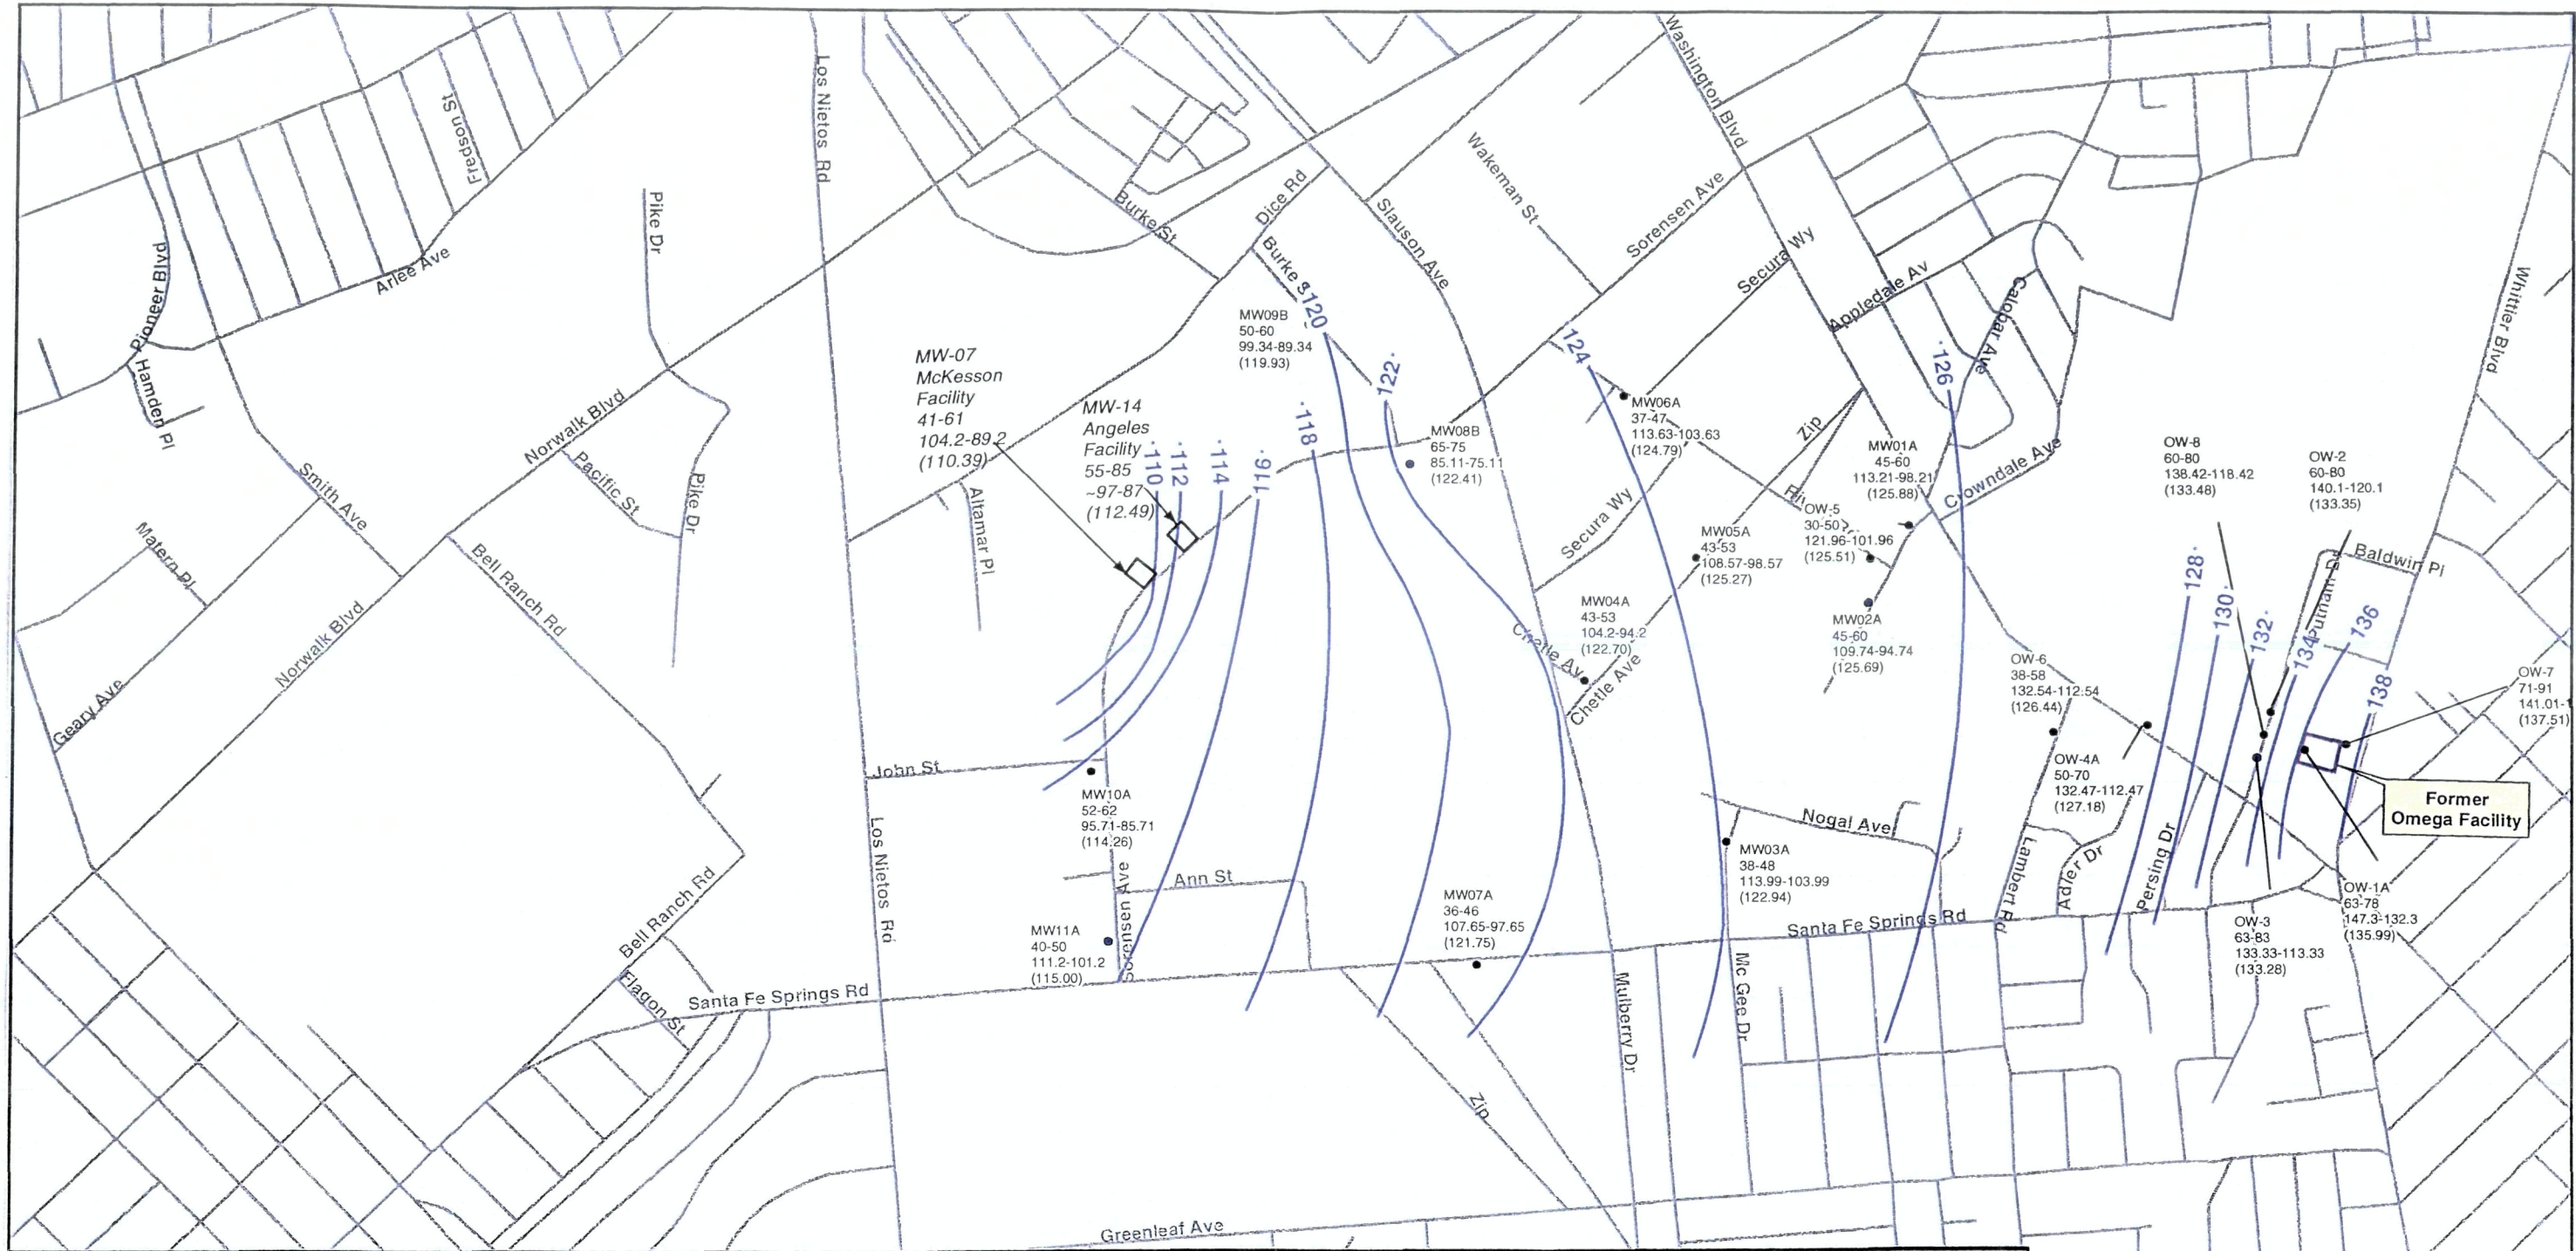 Washington Blvd
Los Nietos Rd
Fredson St
Wakeman St
Dice Rd
Pike Dr
Burke St
Slauson Ave
Sorensen Ave
Secura Wy
Pioneer Blvd
Arlee Ave
Burke S
120
Appledale Av
Calobar Ave
Whittier Blvd
Hamden Pl
MW09B
50-60
99.34-89.34
(119.93)
124
126
122
MW-07
McKesson
Facility
41-61
104.2-89.2
(110.39)
MW-14
Angeles
Facility
55-85
~97-87
(112.49)
110
112
114
116
118
MW06A
37-47
113.63-103.63
(124.79)
MW08B
65-75
85.11-75.11
(122.41)
Zip
MW01A
45-60
113.21-98.21
(125.88)
Crowndale Ave
OW-8
60-80
138.42-118.42
(133.48)
OW-2
60-80
140.1-120.1
(133.35)
Norwalk Blvd
Pacific St
Pike Dr
Smith Ave
Altamar Pl
Secura Wy
Riv
OW-5
30-50
121.96-101.96
(125.51)
MW05A
43-53
108.57-98.57
(125.27)
Matern Pl
Bell Ranch Rd
Baldwin Pl
Putnam Dr
128
130
132
134
136
138
MW04A
43-53
104.2-94.2
(122.70)
MW02A
45-60
109.74-94.74
(125.69)
Norwalk Blvd
Geary Ave
Chetle Av
Chetle Ave
OW-6
38-58
132.54-112.54
(126.44)
OW-7
71-91
141.01-1
(137.51)
John St
MW10A
52-62
95.71-85.71
(114.26)
OW-4A
50-70
132.47-112.47
(127.18)
Former
Omega Facility
Nogal Ave
Los Nietos Rd
Ann St
Sorensen Ave
MW03A
38-48
113.99-103.99
(122.94)
Lambert Rd
Adler Dr
Persing Dr
Bell Ranch Rd
MW11A
40-50
111.2-101.2
(115.00)
MW07A
36-46
107.65-97.65
(121.75)
Santa Fe Springs Rd
OW-1A
63-78
147.3-132.3
(135.99)
OW-3
63-83
133.33-113.33
(133.28)
Flagon St
Santa Fe Springs Rd
Mulberry Dr
Mc Gee Dr
Zip
Greenleaf Ave